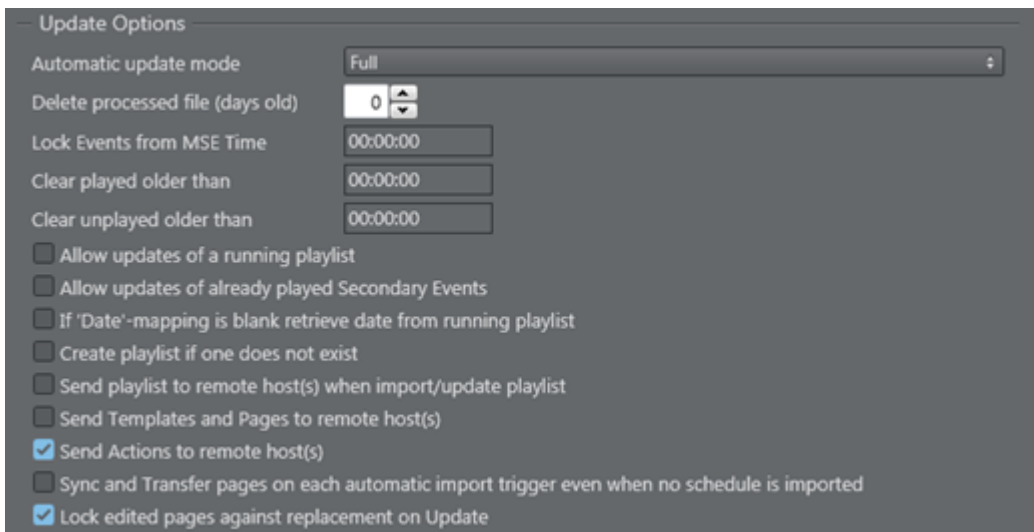 Update Options
Automatic update mode Full
Delete processed file (days old) 0
Lock Events from MSE Time 00:00:00
Clear played older than 00:00:00
Clear unplayed older than 00:00:00
Allow updates of a running playlist
Allow updates of already played Secondary Events
If 'Date'-mapping is blank retrieve date from running playlist
Create playlist if one does not exist
Send playlist to remote host(s) when import/update playlist
Send Templates and Pages to remote host(s)
Send Actions to remote host(s)
Sync and Transfer pages on each automatic import trigger even when no schedule is imported
Lock edited pages against replacement on Update